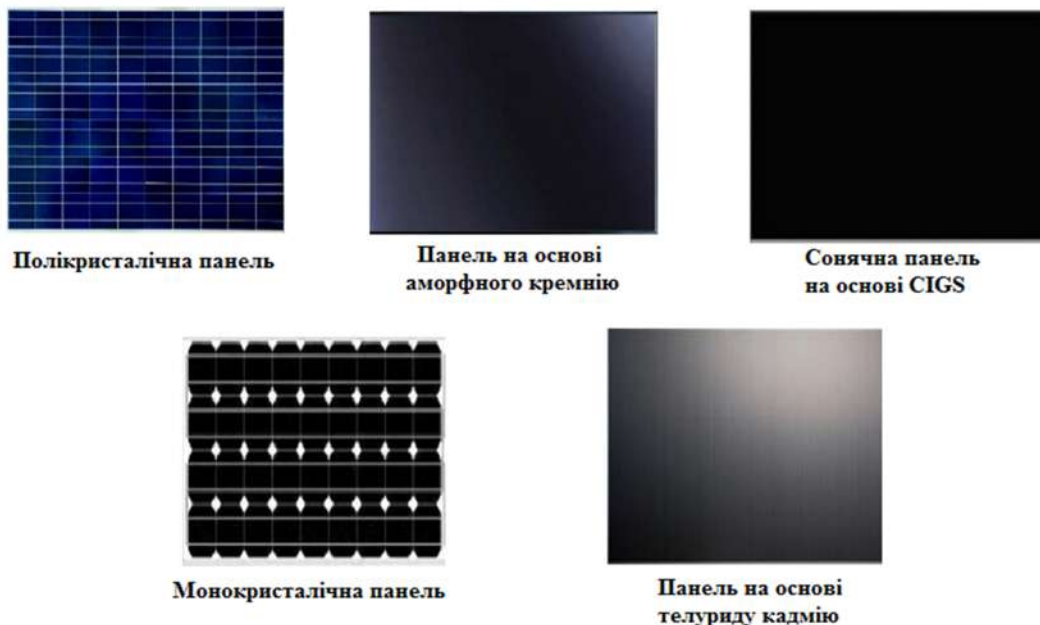 Полікристалічна панель
Панель на основі
аморфного кремнію
Сонячна панель
на основі CIGS
Монокристалічна панель
Панель на основі
телуриду кадмію